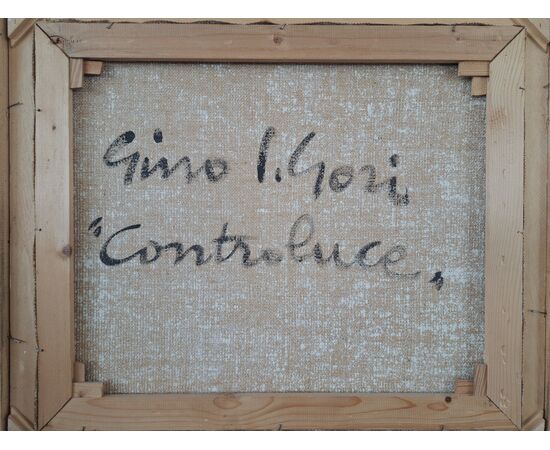 Gino P. Gori
"Controluce"